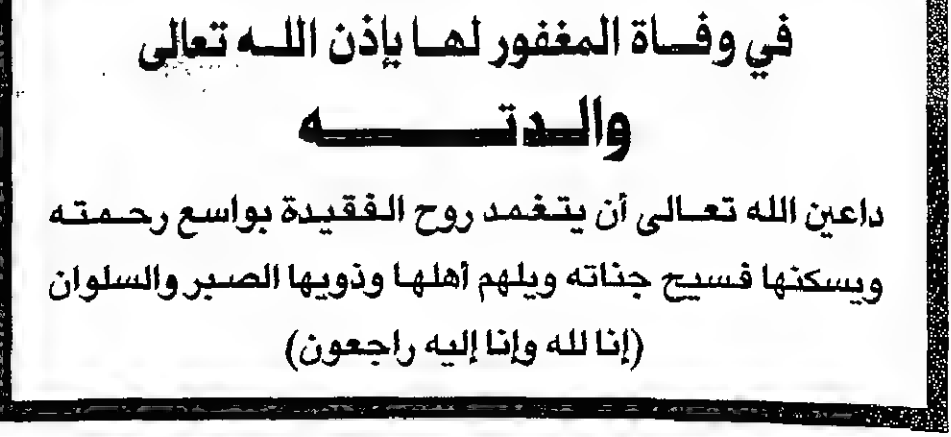 في وفاة المغفور لها بإذن الله تعالى
والدته
داعين الله تعالى أن يتغمد روح الفقيدة بواسع رحمته
ويسكنها فسيح جناته ويلهم أهلها وذويها الصبر والسلوان
(إنا لله وإنا إليه راجعون)